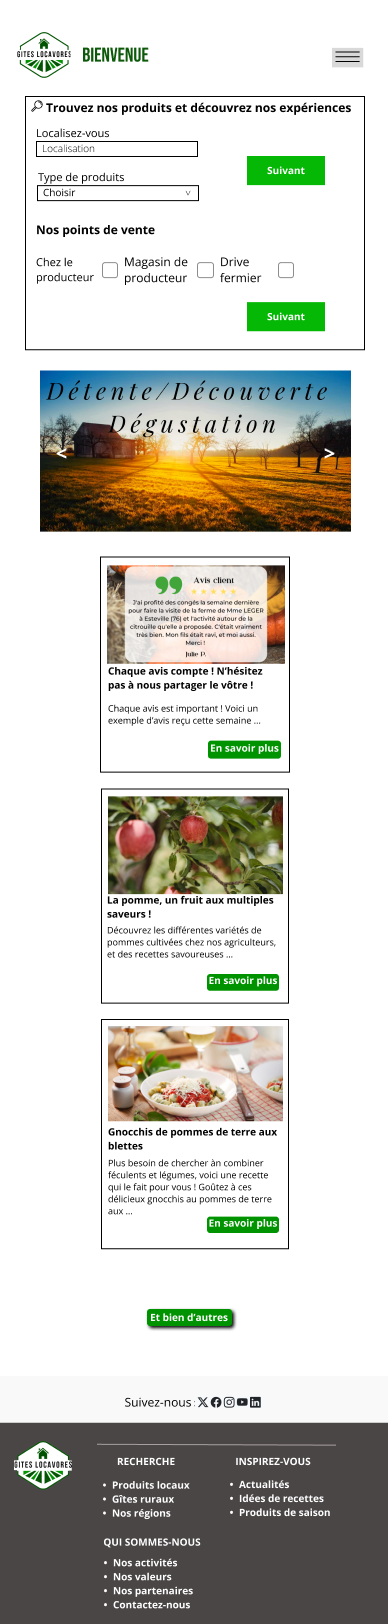 GITES LOCAVORES
BIENVENUE
Trouvez nos produits et découvrez nos expériences
Localisez-vous
Localisation
Type de produits
Choisir
Suivant
Nos points de vente
Chez le
producteur
Magasin de
producteur
Drive
fermier
Suivant
Détente/Découverte
Dégustation
< >
Avis client
J'ai profité des congés la semaine dernière
pour faire la visite de la ferme de Mme LEGER
à Esteville (76) et l'activité autour de la
citrouille qu'elle a proposée. C'était vraiment
très bien. Mon fils était ravi, et moi aussi.
Merci !
Julie P.
Chaque avis compte ! N'hésitez
pas à nous partager le vôtre !
Chaque avis est important ! Voici un
exemple d'avis reçu cette semaine ...
En savoir plus
La pomme, un fruit aux multiples
saveurs !
Découvrez les différentes variétés de
pommes cultivées chez nos agriculteurs,
et des recettes savoureuses ...
En savoir plus
Gnocchis de pommes de terre aux
blettes
Plus besoin de chercher àn combiner
féculents et légumes, voici une recette
qui le fait pour vous ! Goûtez à ces
délicieux gnocchis au pommes de terre
aux ...
En savoir plus
Et bien d'autres
Suivez-nous :
GITES LOCAVORES
RECHERCHE
• Produits locaux
• Gîtes ruraux
• Nos régions
INSPIREZ-VOUS
• Actualités
• Idées de recettes
• Produits de saison
QUI SOMMES-NOUS
• Nos activités
• Nos valeurs
• Nos partenaires
• Contactez-nous